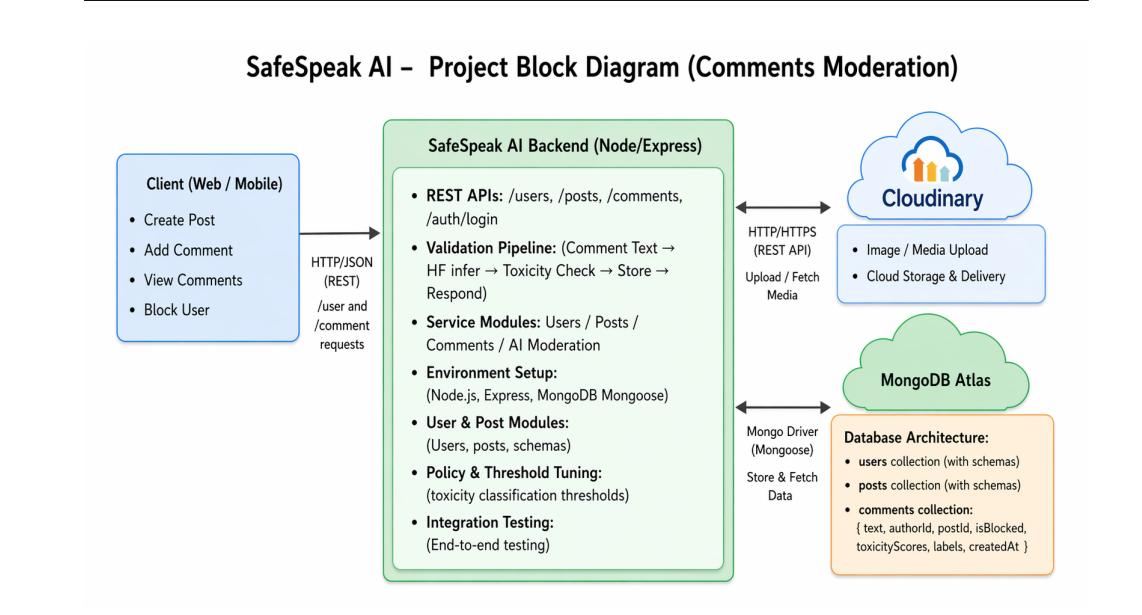 SafeSpeak AI – Project Block Diagram (Comments Moderation)
Client (Web / Mobile)
• Create Post
• Add Comment
• View Comments
• Block User
HTTP/JSON
(REST)
/user and
/comment
requests
SafeSpeak AI Backend (Node/Express)
• REST APIs: /users, /posts, /comments,
/auth/login
• Validation Pipeline: (Comment Text →
HF infer → Toxicity Check → Store →
Respond)
• Service Modules: Users / Posts /
Comments / AI Moderation
• Environment Setup:
(Node.js, Express, MongoDB Mongoose)
• User & Post Modules:
(Users, posts, schemas)
• Policy & Threshold Tuning:
(toxicity classification thresholds)
• Integration Testing:
(End-to-end testing)
HTTP/HTTPS
(REST API)
Upload / Fetch
Media
Cloudinary
• Image / Media Upload
• Cloud Storage & Delivery
Mongo Driver
(Mongoose)
Store & Fetch
Data
MongoDB Atlas
Database Architecture:
• users collection (with schemas)
• posts collection (with schemas)
• comments collection:
{ text, authorId, postId, isBlocked,
toxicityScores, labels, createdAt }